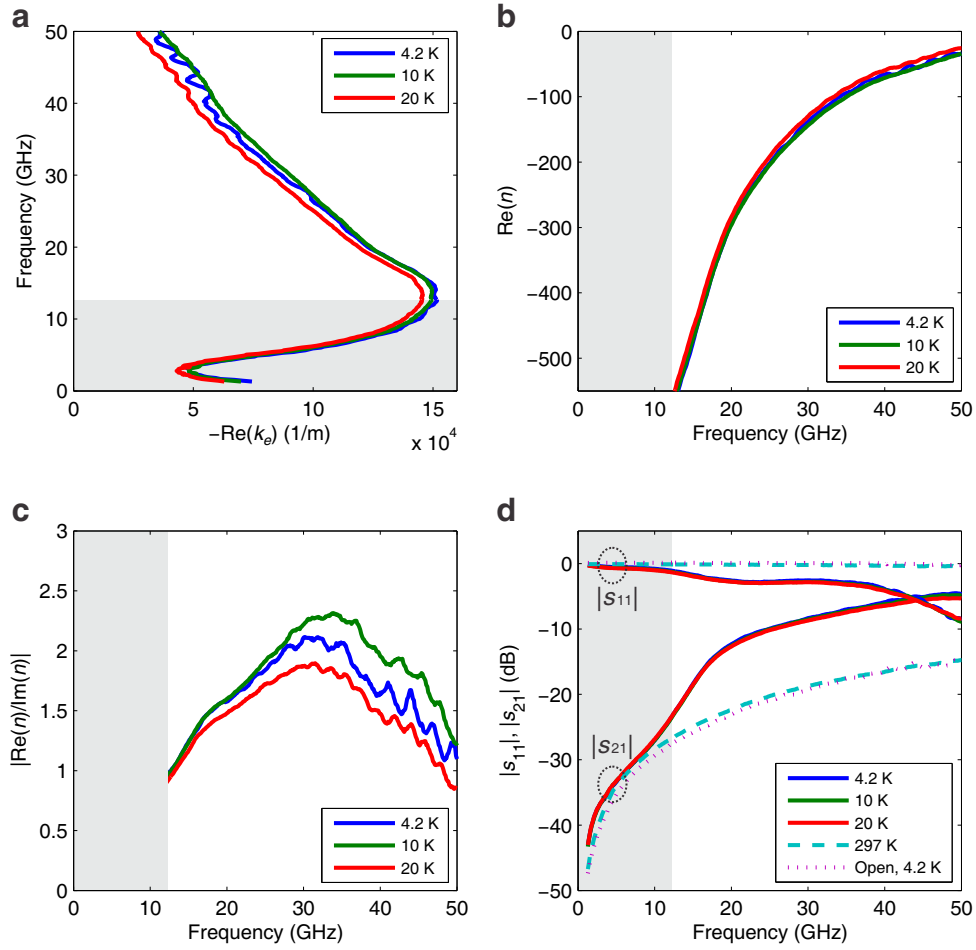 a
50
40
30
20
10
0
Frequency (GHz)
0
5
10
15
x 10⁴
−Re(kₑ) (1/m)
4.2 K
10 K
20 K
b
0
−100
−200
−300
−400
−500
Re(n)
0
10
20
30
40
50
Frequency (GHz)
4.2 K
10 K
20 K
c
3
2.5
2
1.5
1
0.5
0
|Re(n)/Im(n)|
0
10
20
30
40
50
Frequency (GHz)
4.2 K
10 K
20 K
d
0
−10
−20
−30
−40
−50
|s₁₁|, |s₂₁| (dB)
|s₁₁|
|s₂₁|
0
10
20
30
40
50
Frequency (GHz)
4.2 K
10 K
20 K
297 K
Open, 4.2 K